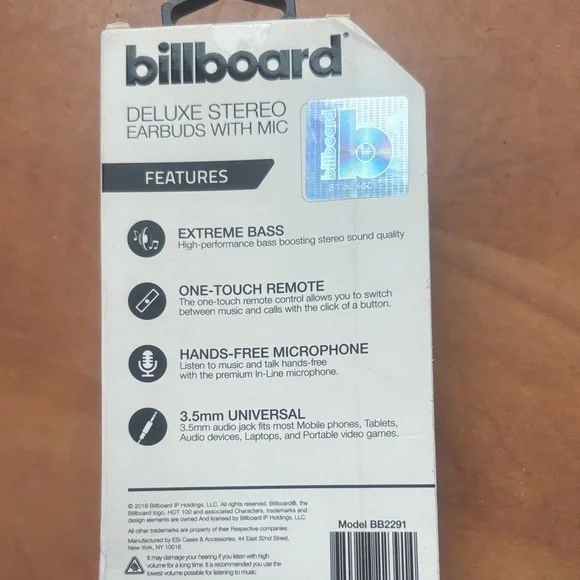 billboard®
DELUXE STEREO
EARBUDS WITH MIC
billboard
b
FEATURES
EXTREME BASS
High-performance bass boosting stereo sound quality
ONE-TOUCH REMOTE
The one-touch remote control allows you to switch
between music and calls with the click of a button.
HANDS-FREE MICROPHONE
Listen to music and talk hands-free
with the premium In-Line microphone.
3.5mm UNIVERSAL
3.5mm audio jack fits most Mobile phones, Tablets,
Audio devices, Laptops, and Portable video games.
© 2019 Billboard IP Holdings, LLC. All rights reserved. Billboard®, the
Billboard logo, HOT 100 and associated Characters, trademarks and
design elements are owned And licensed by Billboard IP Holdings, LLC.
All other trademarks are property of their Respective companies.
Manufactured by ESI Cases & Accessories. 44 East 32nd Street,
New York, NY 10016
Model BB2291
It may damage your hearing if you listen with high
volume for a long time. It is recommended you use the
lowest volume possible for listening to music.